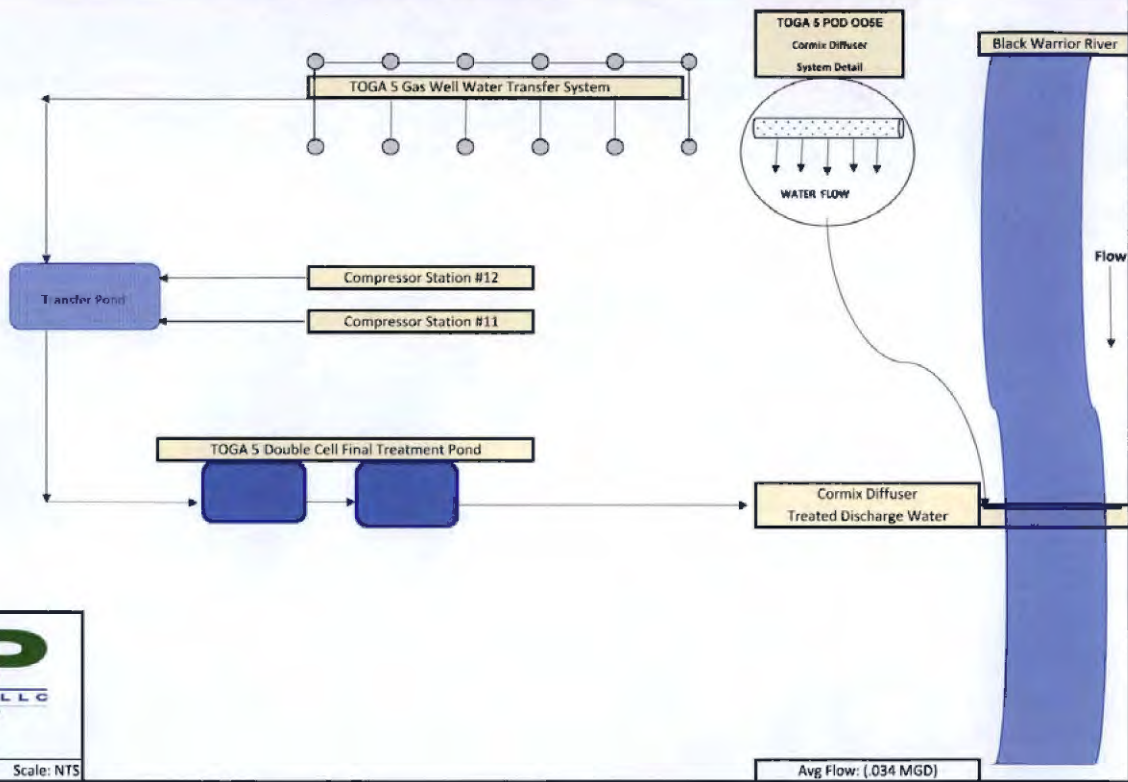 TOGA 5 POD OO5E
Cormix Diffuser
System Detail
Black Warrior River
TOGA 5 Gas Well Water Transfer System
WATER FLOW
Flow
Compressor Station #12
Transfer Pond
Compressor Station #11
TOGA 5 Double Cell Final Treatment Pond
Cormix Diffuser
Treated Discharge Water
LLC
Scale: NTS
Avg Flow: (.034 MGD)